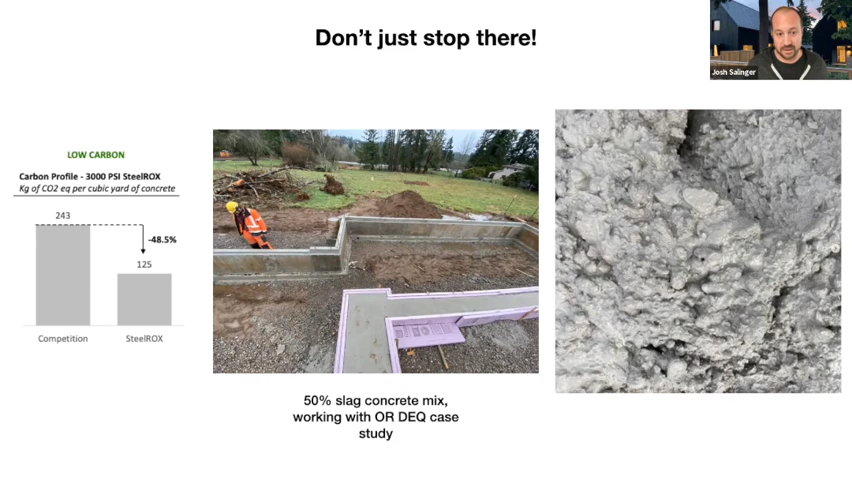 Don't just stop there!
Josh Salinger
LOW CARBON
Carbon Profile - 3000 PSI SteelROX
Kg of CO2 eq per cubic yard of concrete
243
-48.5%
125
Competition
SteelROX
50% slag concrete mix,
working with OR DEQ case
study